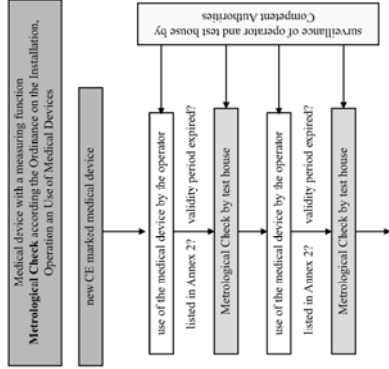 Medical device with a measuring function
Metrological Check according the Ordinance on the Installation,
Operation an Use of Medical Devices
new CE marked medical device
use of the medical device by the operator
listed in Annex 2? validity period expired?
Metrological Check by test house
use of the medical device by the operator
listed in Annex 2? validity period expired?
Metrological Check by test house
surveillance of operator and test house by
Competent Authorities